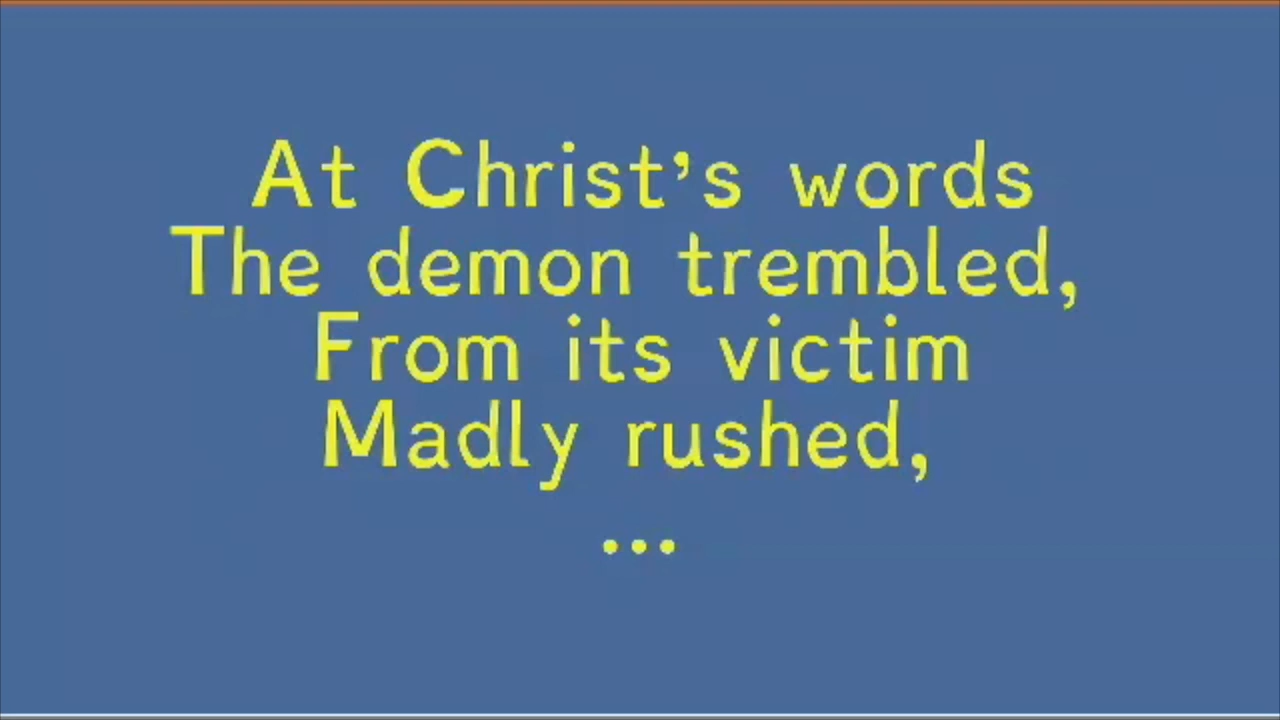 At Christ's words
The demon trembled,
From its victim
Madly rushed,
...